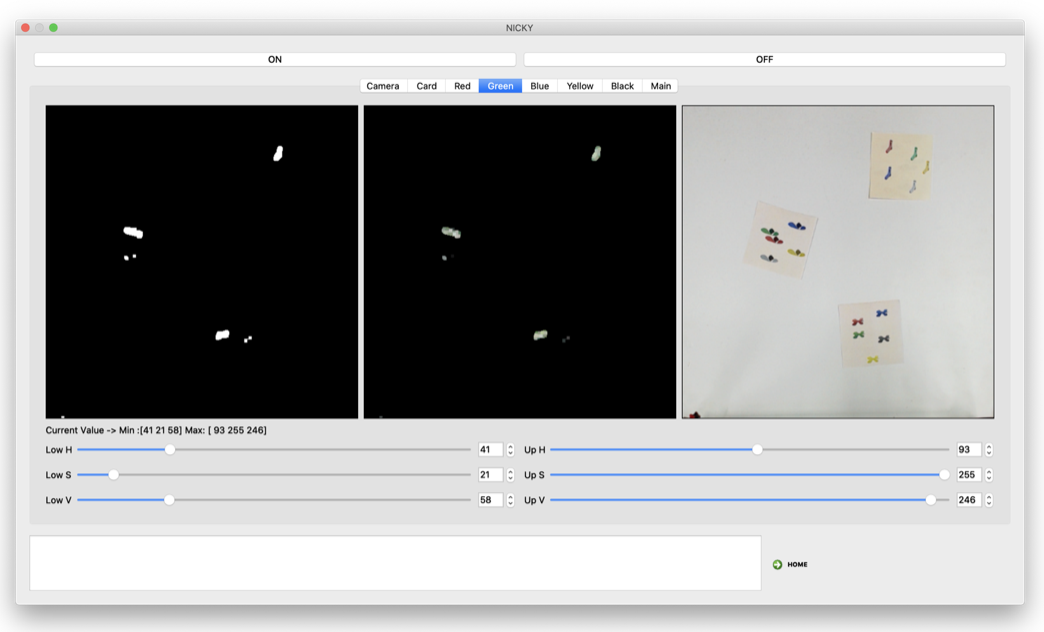 NICKY
ON OFF
Camera Card Red Green Blue Yellow Black Main
Current Value -> Min :[41 21 58] Max: [ 93 255 246]
Low H 41 Up H 93
Low S 21 Up S 255
Low V 58 Up V 246
HOME